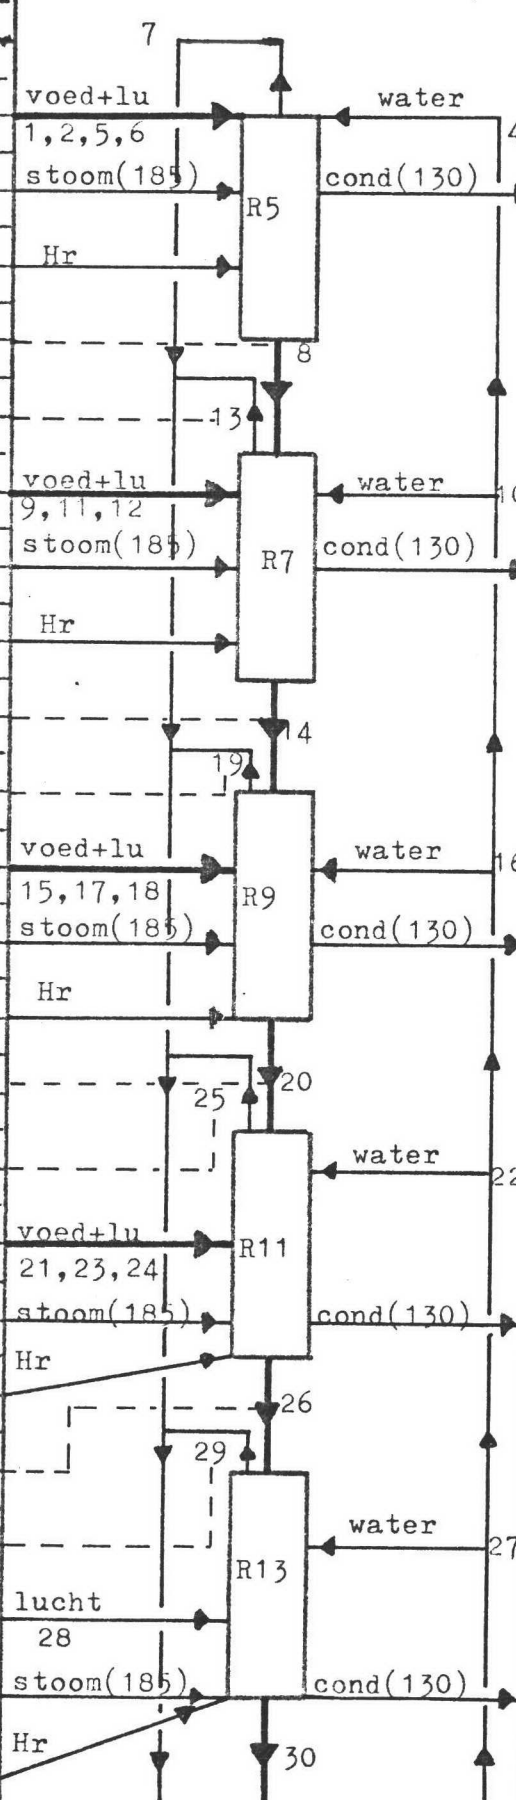 7
voed+lu
water
1,2,5,6
stoom(185)
cond(130)
R5
Hr
8
13
voed+lu
water
9,11,12
stoom(185)
cond(130)
R7
Hr
14
19
voed+lu
water
16
15,17,18
R9
stoom(185)
cond(130)
Hr
20
25
water
22
voed+lu
R11
21,23,24
stoom(185)
cond(130)
Hr
26
29
water
27
R13
lucht
28
stoom(185)
cond(130)
Hr
30